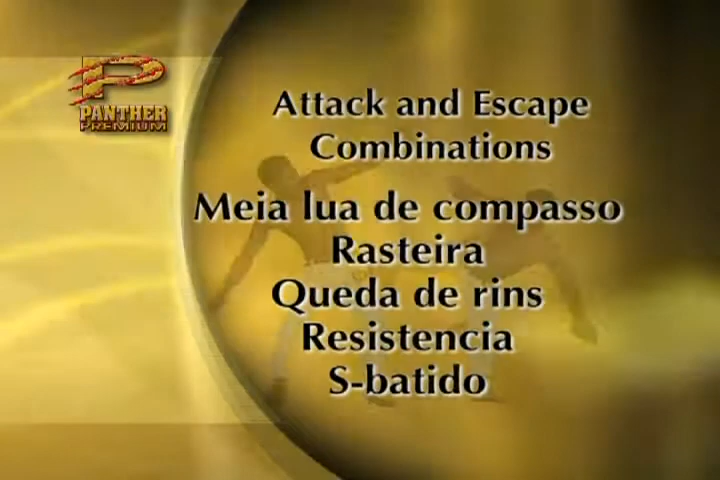 PANTHER
PREMIUM
Attack and Escape
Combinations
Meia lua de compasso
Rasteira
Queda de rins
Resistencia
S-batido